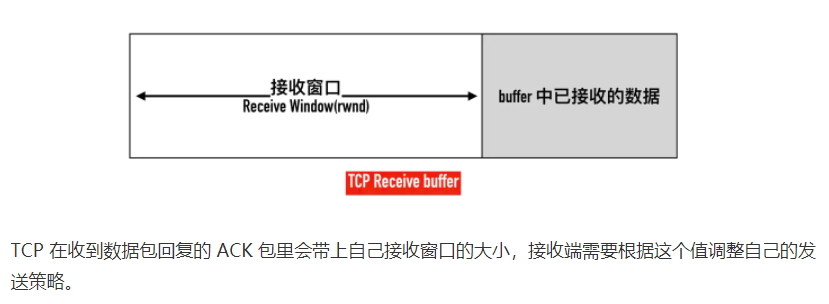 接收窗口
Receive Window(rwnd)
buffer 中已接收的数据
TCP Receive buffer
TCP 在收到数据包回复的 ACK 包里会带上自己接收窗口的大小，接收端需要根据这个值调整自己的发
送策略。